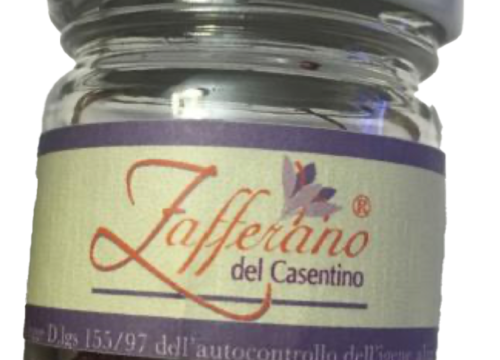 Zafferano ®
del Casentino
D.lgs 155/97 dell'autocontrollo